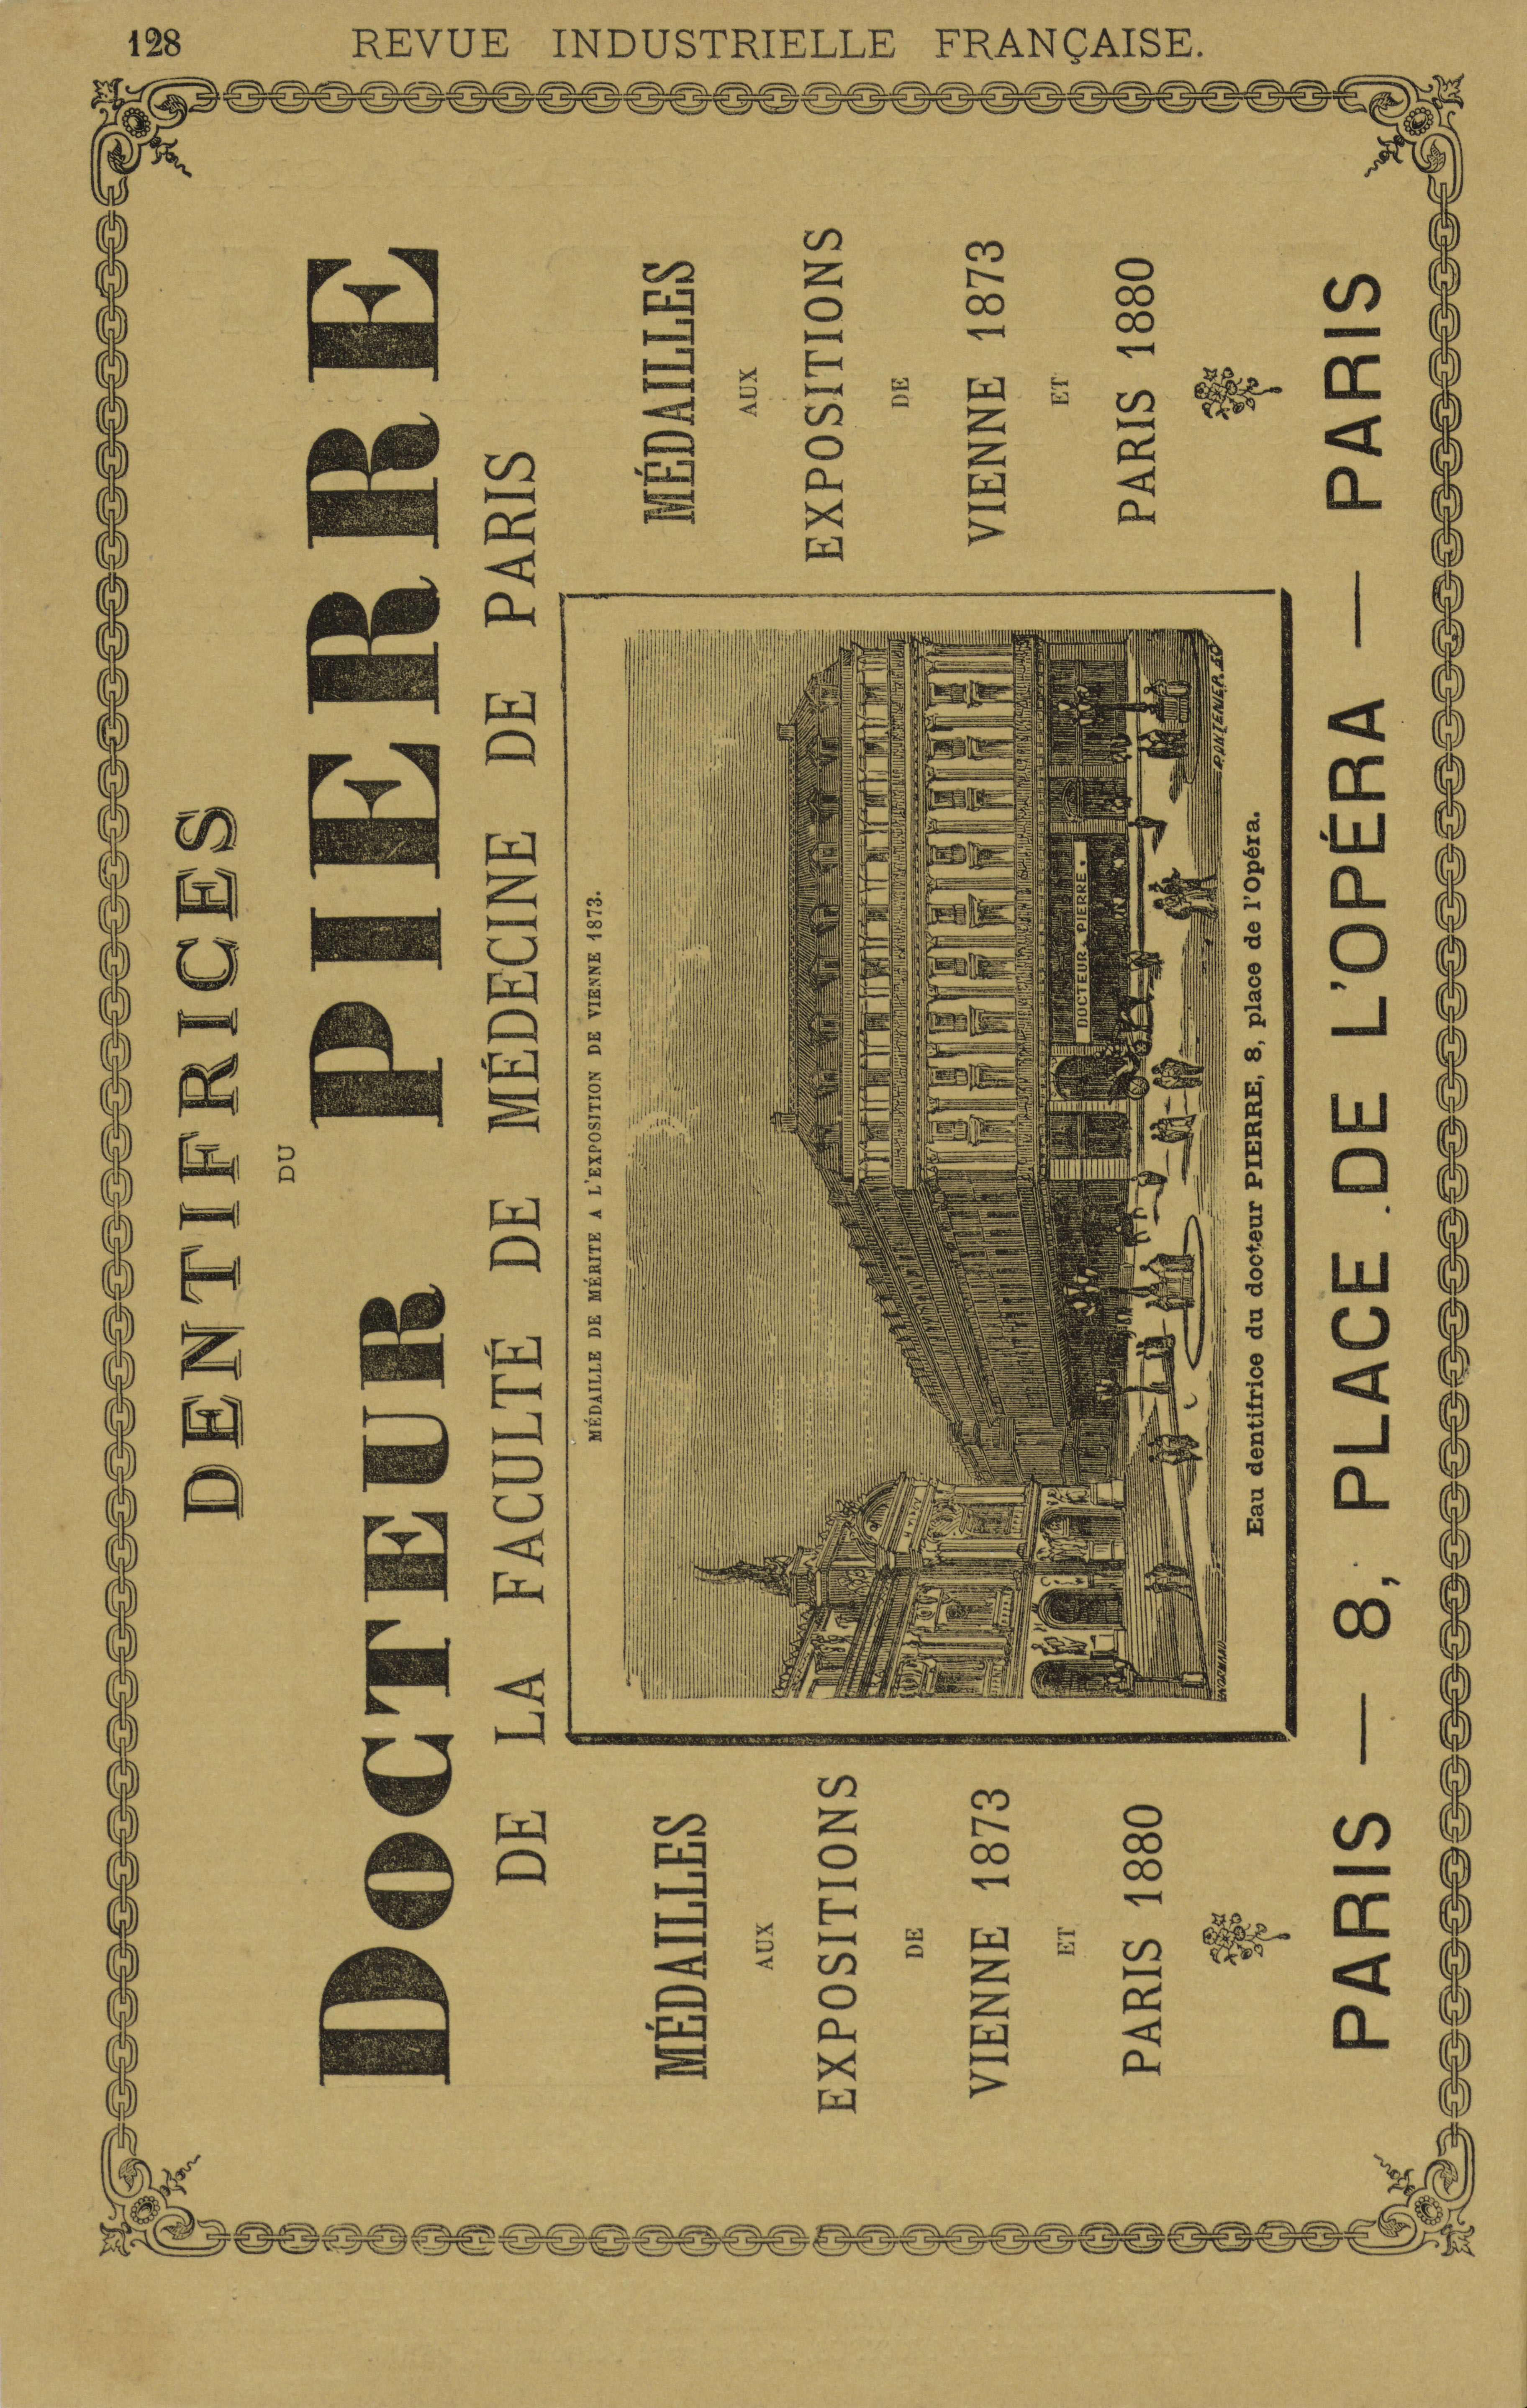 128 REVUE INDUSTRIELLE FRANÇAISE.
DENTIFRICES
DU
DOCTEUR PIERRE
DE LA FACULTÉ DE MÉDECINE DE PARIS
MÉDAILLES
AUX
EXPOSITIONS
DE
VIENNE 1873
ET
PARIS 1880
MÉDAILLE DE MÉRITE A L'EXPOSITION DE VIENNE 1873.
DOCTEUR PIERRE
Eau dentifrice du docteur PIERRE, 8, place de l'Opéra.
MÉDAILLES
AUX
EXPOSITIONS
DE
VIENNE 1873
ET
PARIS 1880
PARIS — 8, PLACE DE L'OPÉRA — PARIS